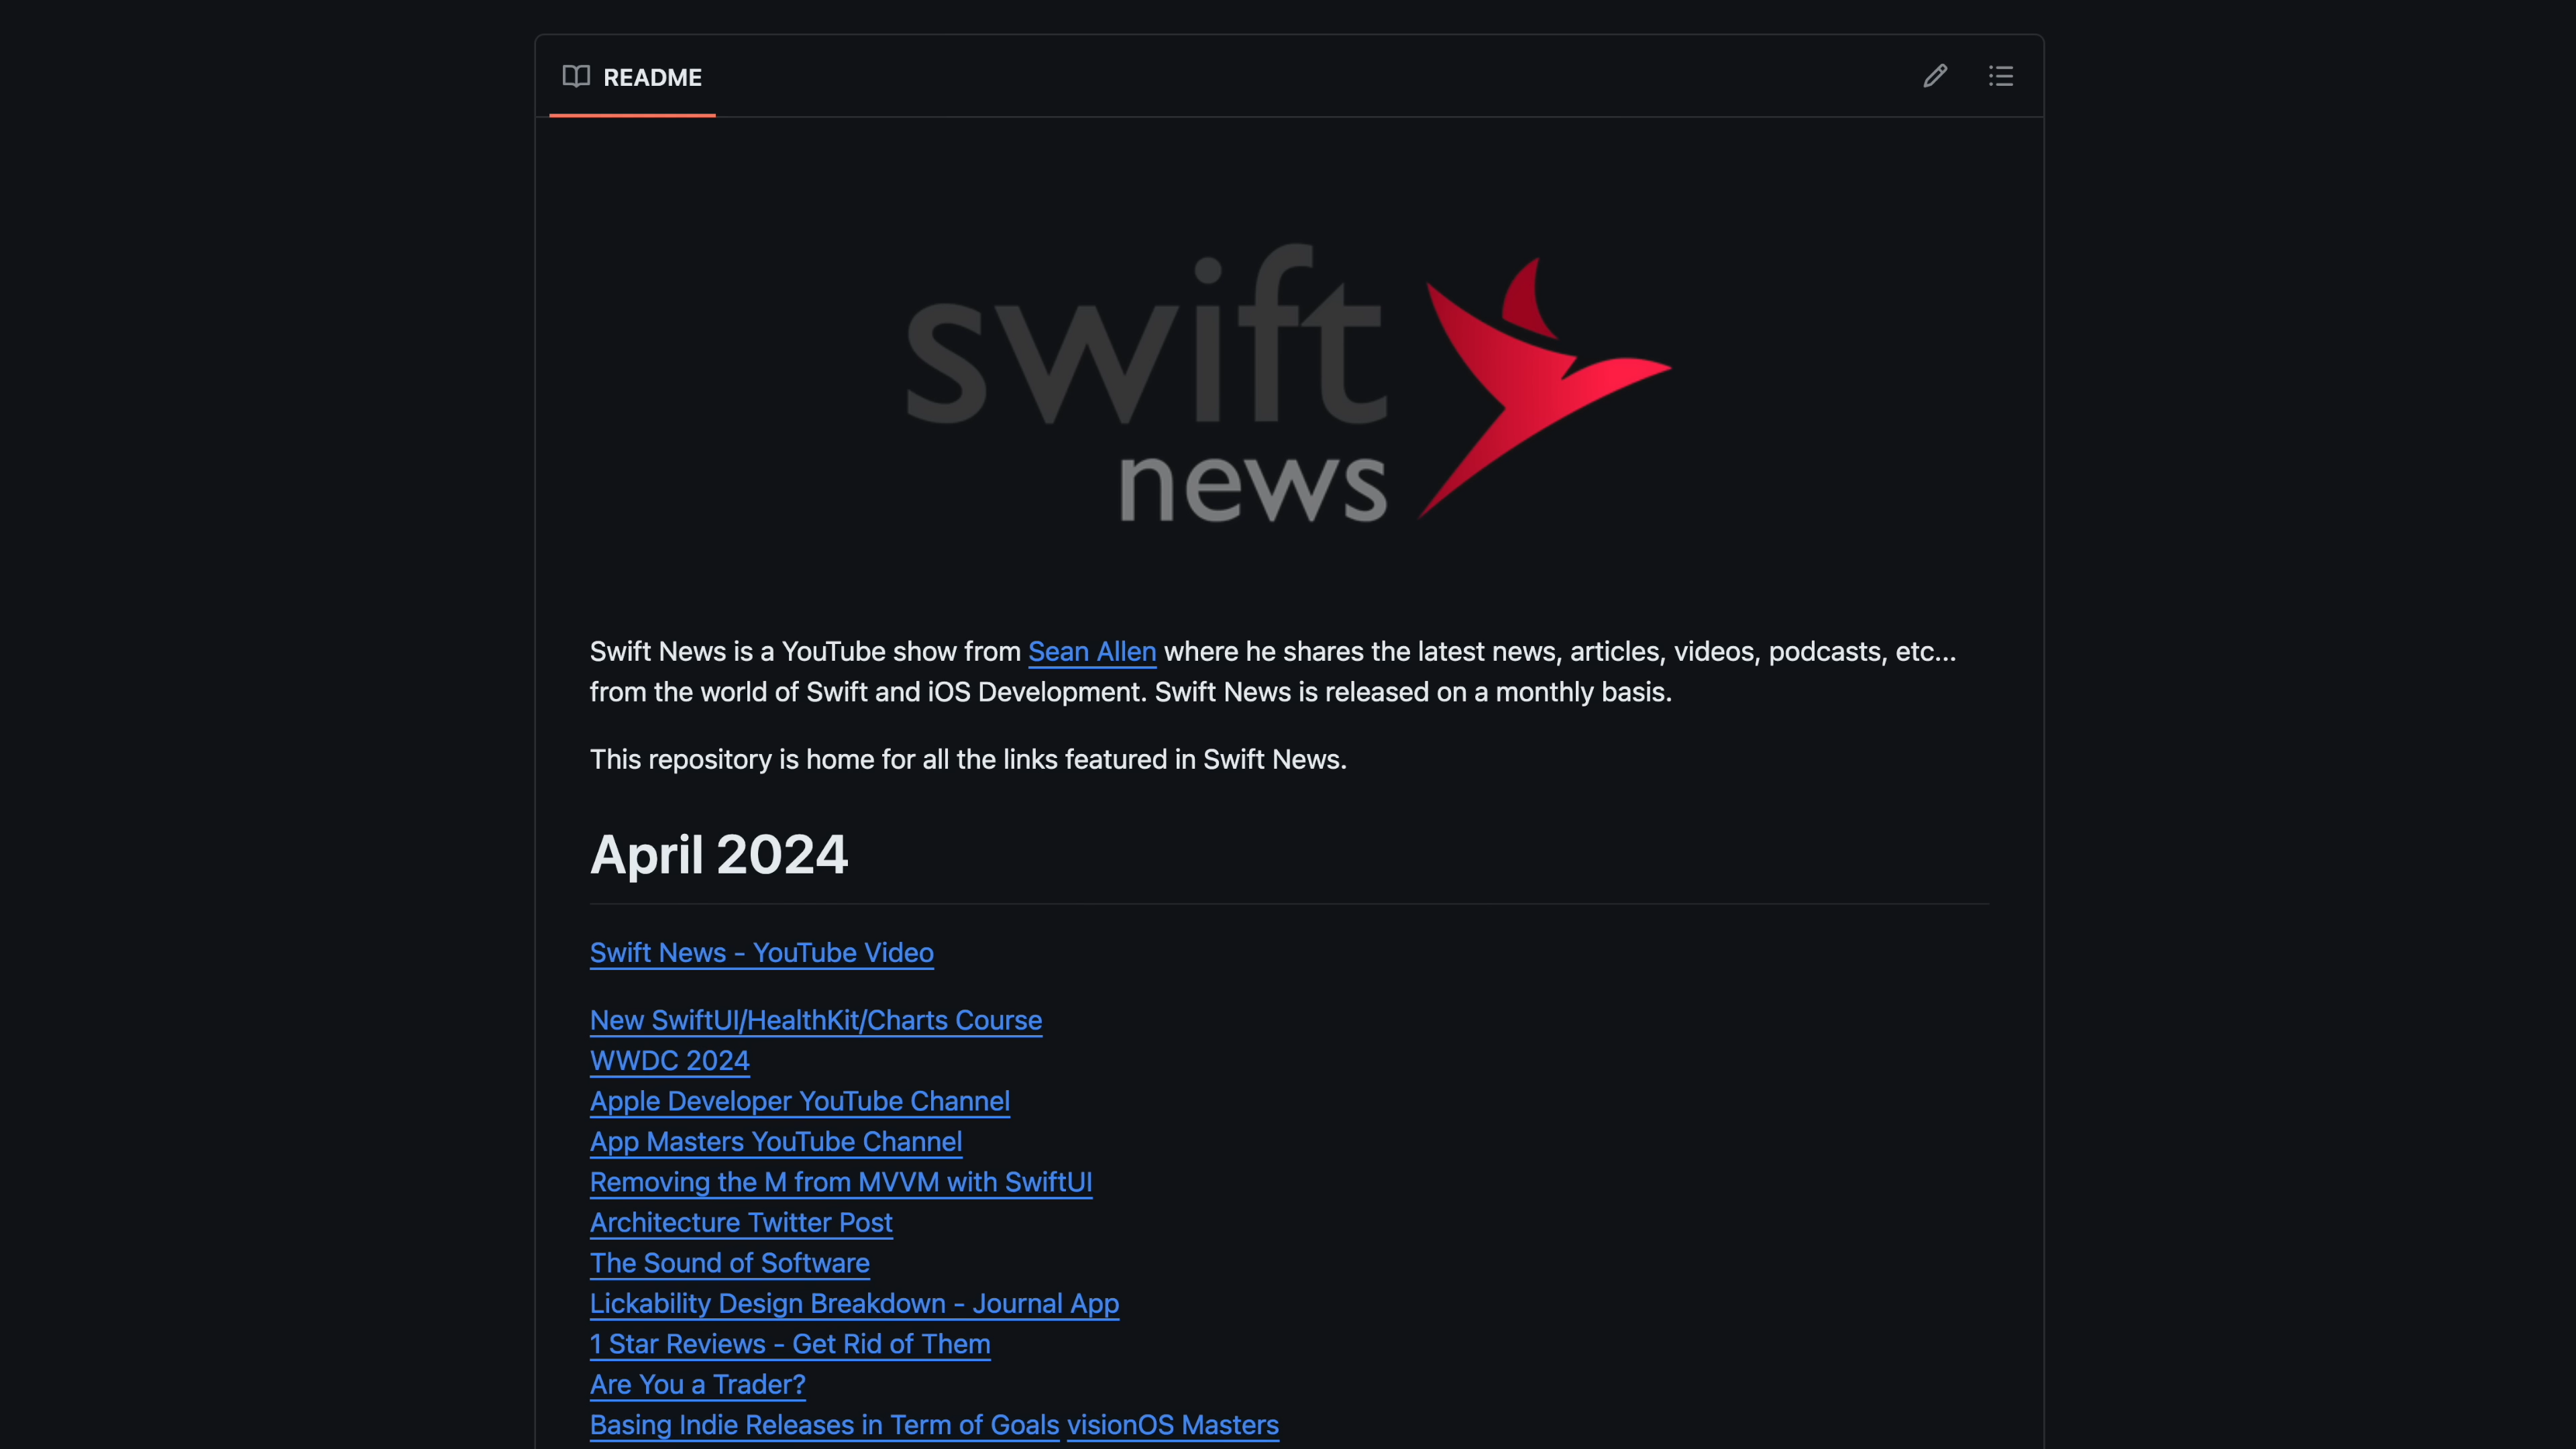 README
swift
news
Swift News is a YouTube show from Sean Allen where he shares the latest news, articles, videos, podcasts, etc...
from the world of Swift and iOS Development. Swift News is released on a monthly basis.
This repository is home for all the links featured in Swift News.
April 2024
Swift News - YouTube Video
New SwiftUI/HealthKit/Charts Course
WWDC 2024
Apple Developer YouTube Channel
App Masters YouTube Channel
Removing the M from MVVM with SwiftUI
Architecture Twitter Post
The Sound of Software
Lickability Design Breakdown - Journal App
1 Star Reviews - Get Rid of Them
Are You a Trader?
Basing Indie Releases in Term of Goals visionOS Masters